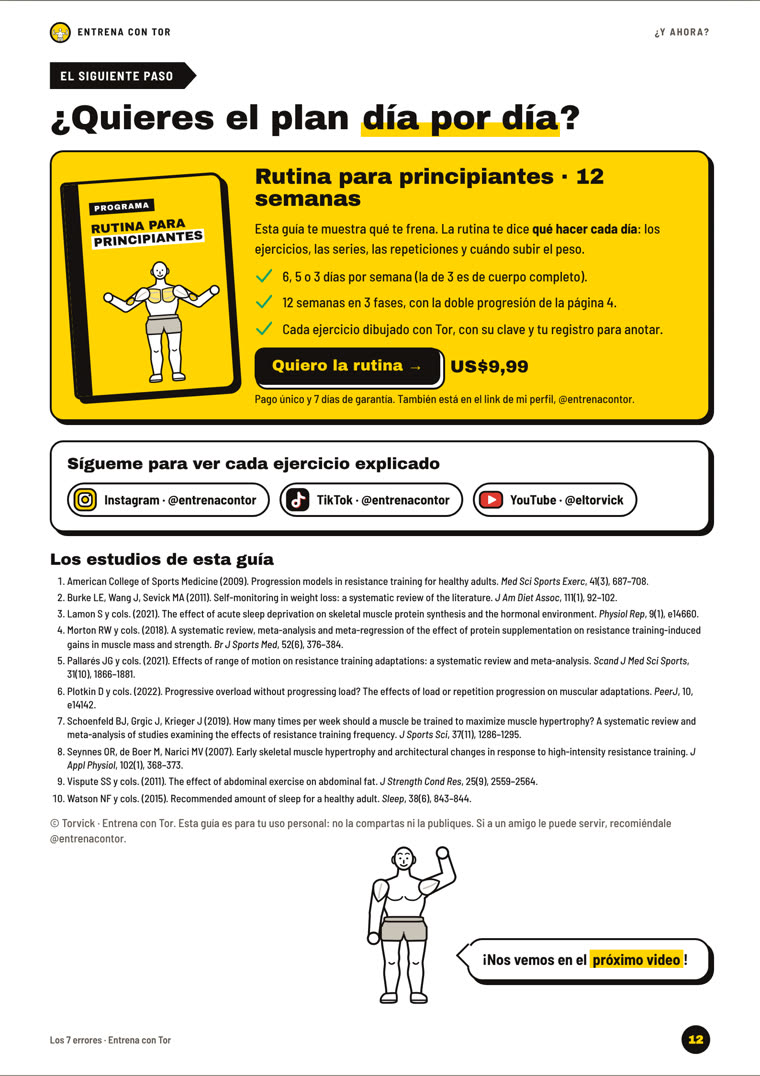 ENTRENA CON TOR
¿Y AHORA?
EL SIGUIENTE PASO
¿Quieres el plan día por día?
PROGRAMA
RUTINA PARA
PRINCIPIANTES
Rutina para principiantes · 12
semanas
Esta guía te muestra qué te frena. La rutina te dice qué hacer cada día: los
ejercicios, las series, las repeticiones y cuándo subir el peso.
6, 5 o 3 días por semana (la de 3 es de cuerpo completo).
12 semanas en 3 fases, con la doble progresión de la página 4.
Cada ejercicio dibujado con Tor, con su clave y tu registro para anotar.
Quiero la rutina →
US$9,99
Pago único y 7 días de garantía. También está en el link de mi perfil, @entrenacontor.
Sígueme para ver cada ejercicio explicado
Instagram · @entrenacontor
TikTok · @entrenacontor
YouTube · @eltorvick
Los estudios de esta guía
1. American College of Sports Medicine (2009). Progression models in resistance training for healthy adults. Med Sci Sports Exerc, 41(3), 687–708.
2. Burke LE, Wang J, Sevick MA (2011). Self-monitoring in weight loss: a systematic review of the literature. J Am Diet Assoc, 111(1), 92–102.
3. Lamon S y cols. (2021). The effect of acute sleep deprivation on skeletal muscle protein synthesis and the hormonal environment. Physiol Rep, 9(1), e14660.
4. Morton RW y cols. (2018). A systematic review, meta-analysis and meta-regression of the effect of protein supplementation on resistance training-induced
gains in muscle mass and strength. Br J Sports Med, 52(6), 376–384.
5. Pallarés JG y cols. (2021). Effects of range of motion on resistance training adaptations: a systematic review and meta-analysis. Scand J Med Sci Sports,
31(10), 1866–1881.
6. Plotkin D y cols. (2022). Progressive overload without progressing load? The effects of load or repetition progression on muscular adaptations. PeerJ, 10,
e14142.
7. Schoenfeld BJ, Grgic J, Krieger J (2019). How many times per week should a muscle be trained to maximize muscle hypertrophy? A systematic review and
meta-analysis of studies examining the effects of resistance training frequency. J Sports Sci, 37(11), 1286–1295.
8. Seynnes OR, de Boer M, Narici MV (2007). Early skeletal muscle hypertrophy and architectural changes in response to high-intensity resistance training. J
Appl Physiol, 102(1), 368–373.
9. Vispute SS y cols. (2011). The effect of abdominal exercise on abdominal fat. J Strength Cond Res, 25(9), 2559–2564.
10. Watson NF y cols. (2015). Recommended amount of sleep for a healthy adult. Sleep, 38(6), 843–844.
© Torvick · Entrena con Tor. Esta guía es para tu uso personal: no la compartas ni la publiques. Si a un amigo le puede servir, recomiéndale
@entrenacontor.
¡Nos vemos en el próximo video!
Los 7 errores · Entrena con Tor
12